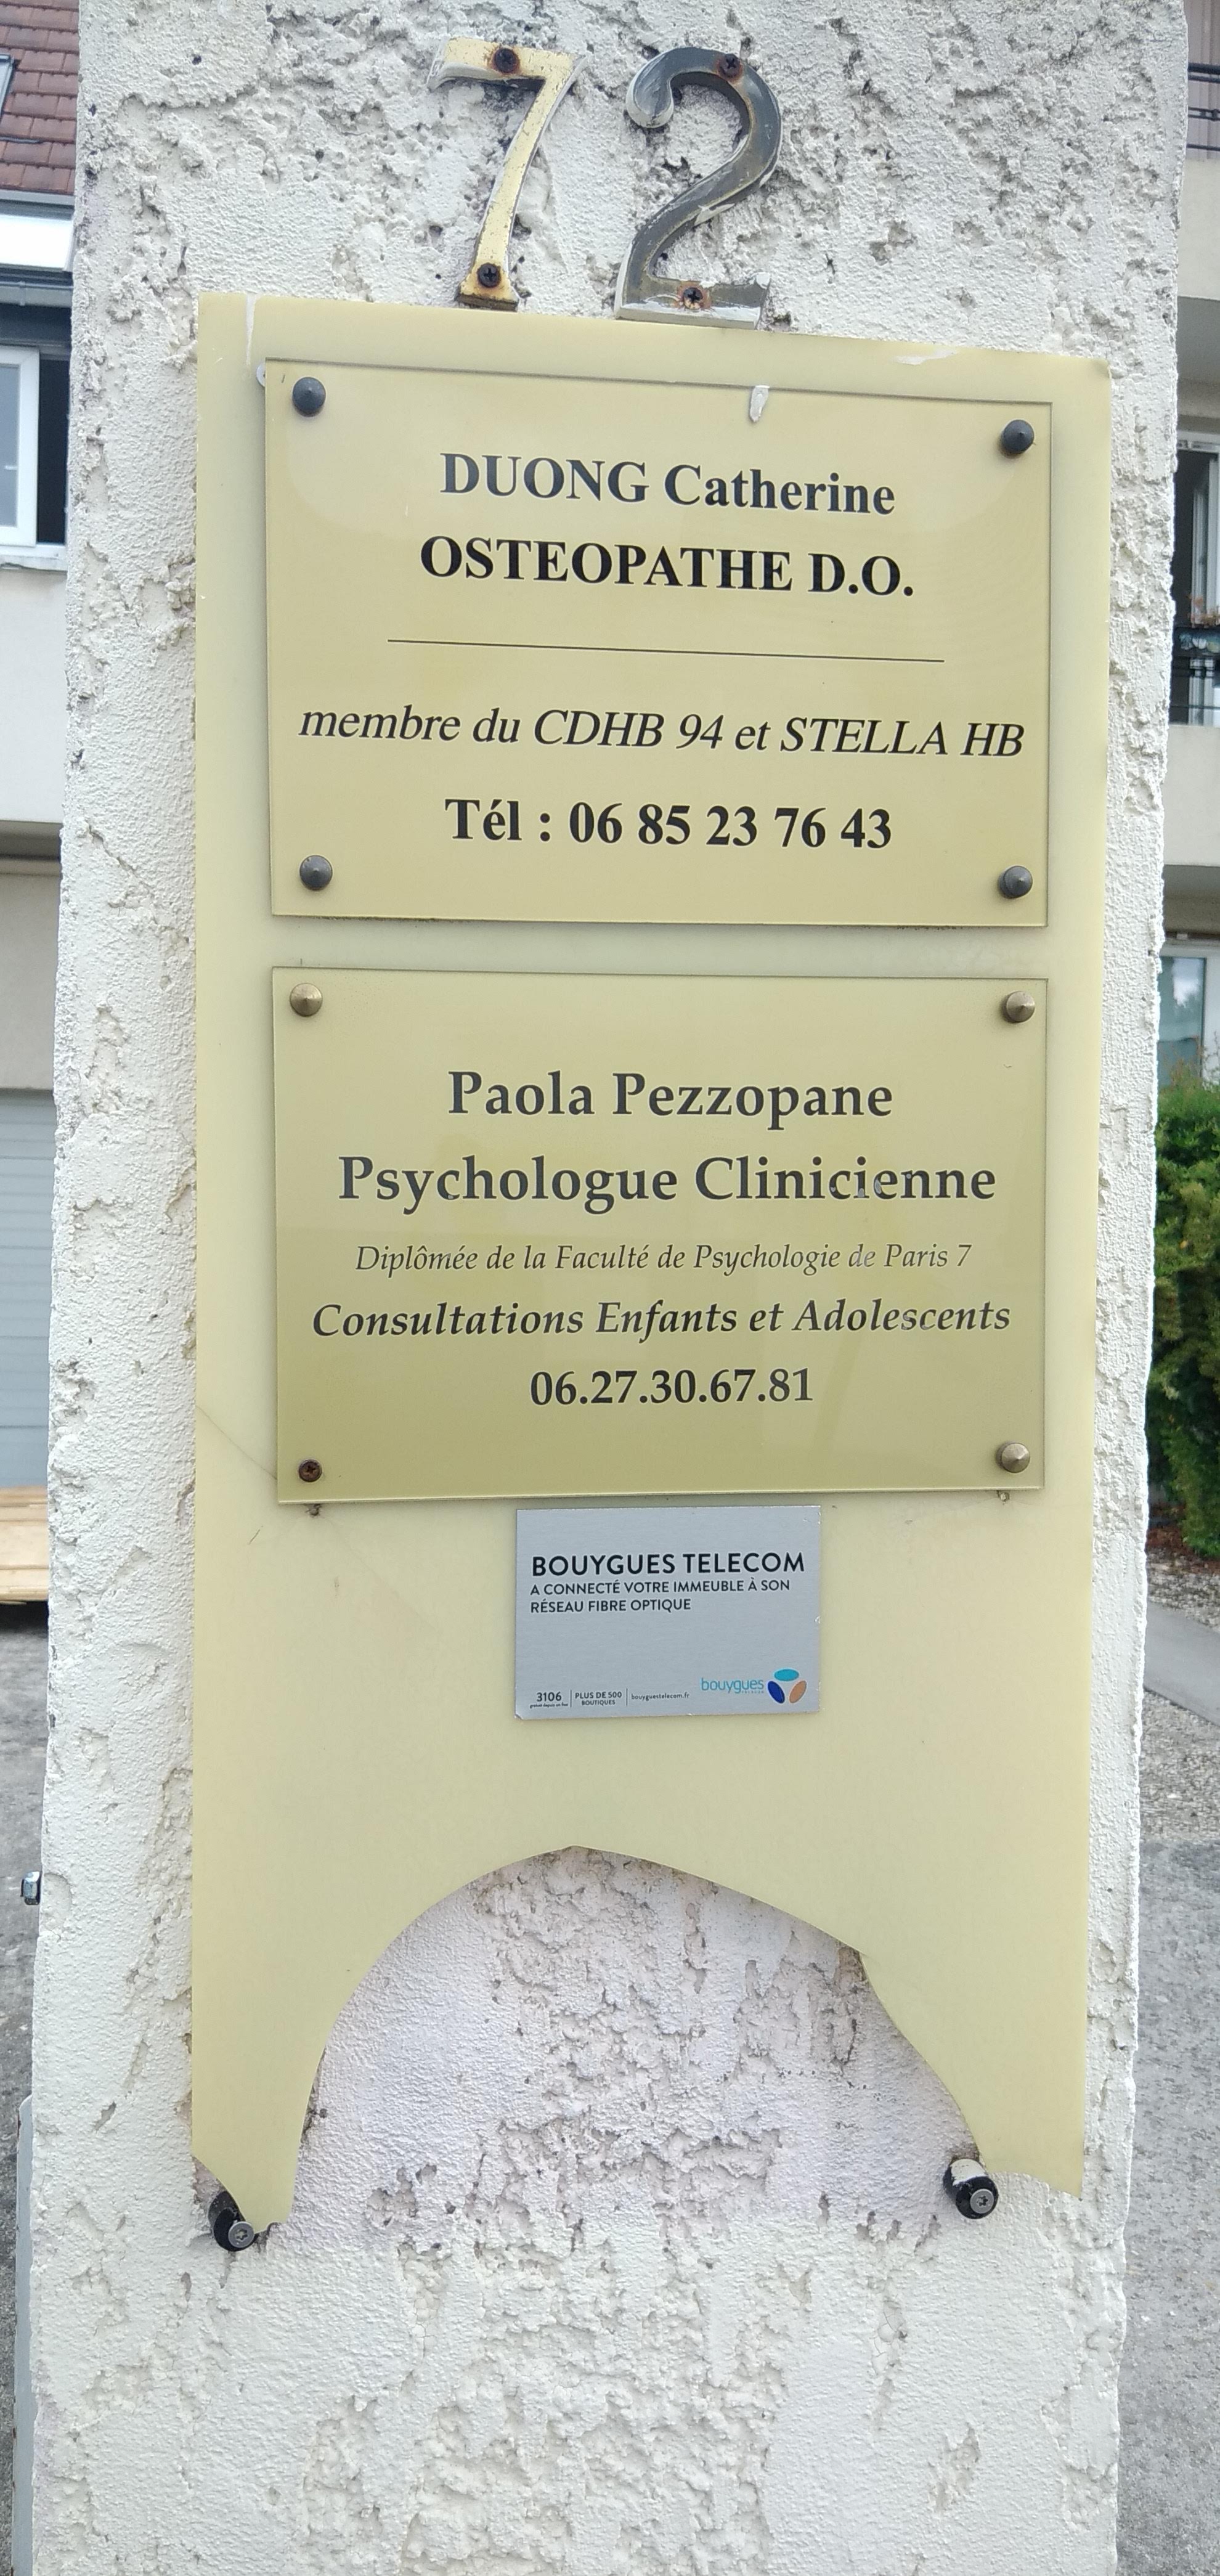 72
DUONG Catherine
OSTEOPATHE D.O.
membre du CDHB 94 et STELLA HB
Tél : 06 85 23 76 43
Paola Pezzopane
Psychologue Clinicienne
Diplômée de la Faculté de Psychologie de Paris 7
Consultations Enfants et Adolescents
06.27.30.67.81
BOUYGUES TELECOM
A CONNECTÉ VOTRE IMMEUBLE À SON
RÉSEAU FIBRE OPTIQUE
3106
PLUS DE 500
BOUTIQUES
bouyguestelecom.fr
bouygues